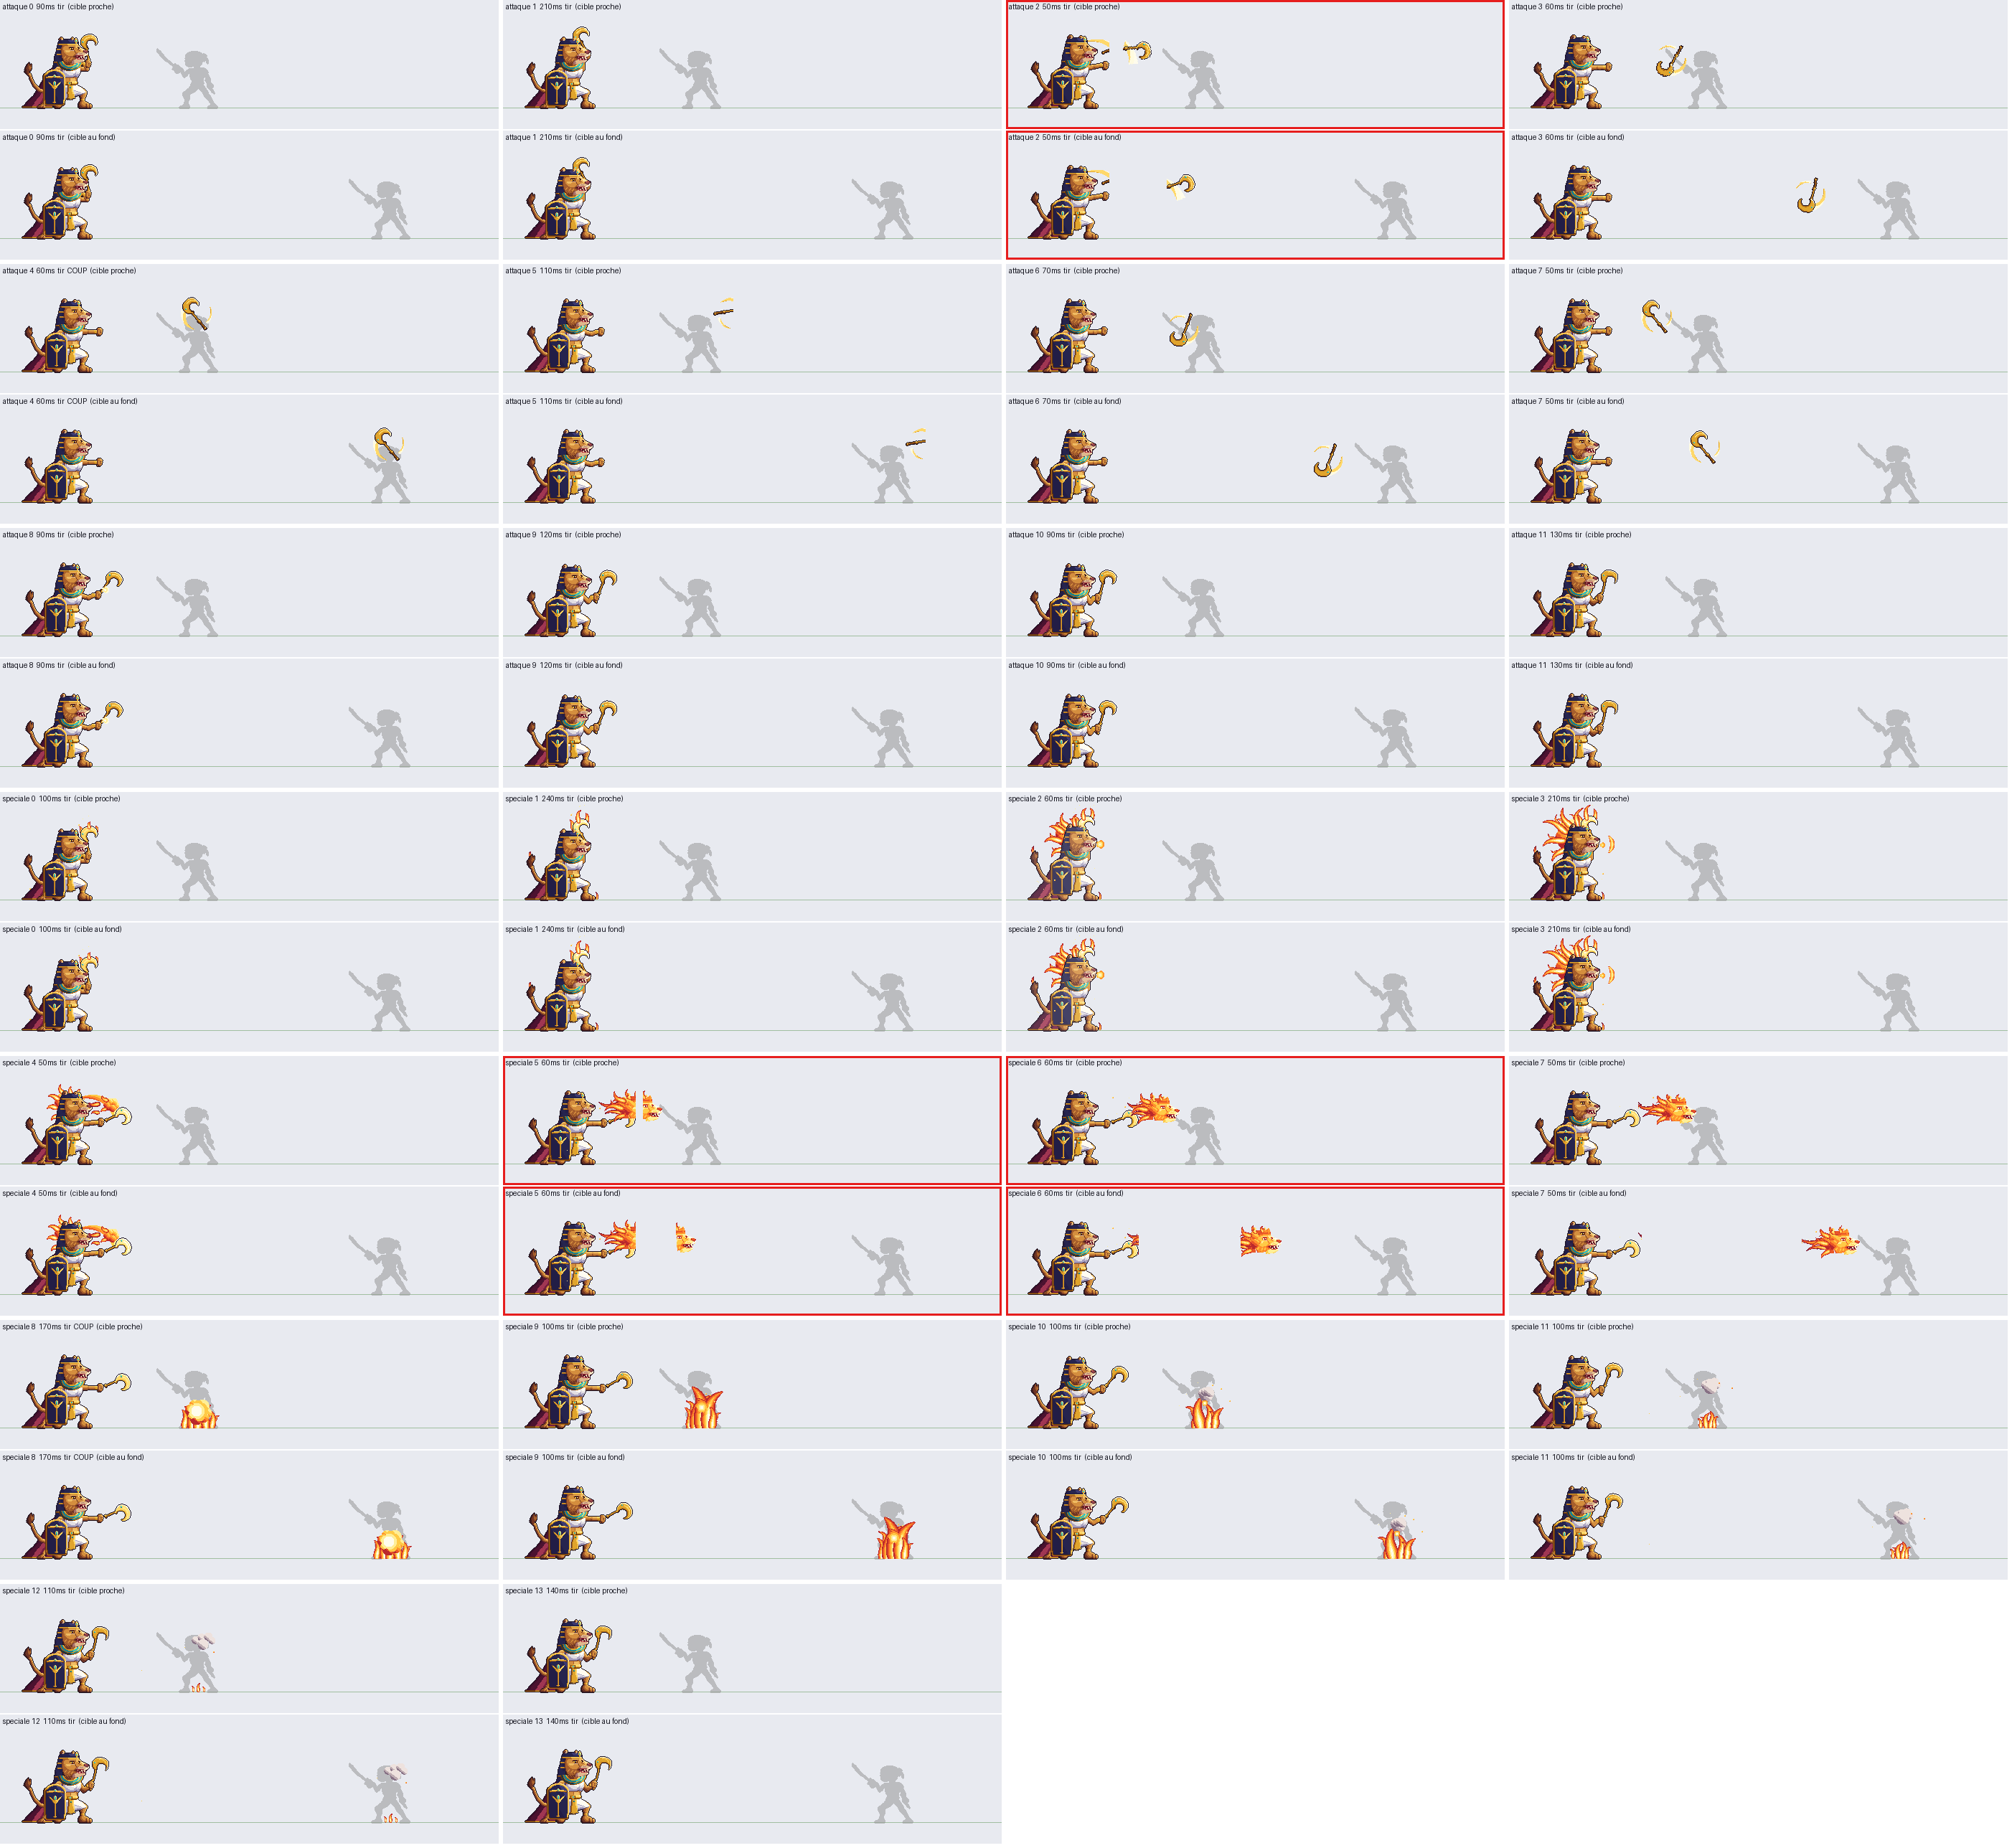 attaque 0 90ms tir (cible proche)
attaque 1 210ms tir (cible proche)
attaque 2 50ms tir (cible proche)
attaque 3 60ms tir (cible proche)
attaque 0 90ms tir (cible au fond)
attaque 1 210ms tir (cible au fond)
attaque 2 50ms tir (cible au fond)
attaque 3 60ms tir (cible au fond)
attaque 4 60ms tir COUP (cible proche)
attaque 5 110ms tir (cible proche)
attaque 6 70ms tir (cible proche)
attaque 7 50ms tir (cible proche)
attaque 4 60ms tir COUP (cible au fond)
attaque 5 110ms tir (cible au fond)
attaque 6 70ms tir (cible au fond)
attaque 7 50ms tir (cible au fond)
attaque 8 90ms tir (cible proche)
attaque 9 120ms tir (cible proche)
attaque 10 90ms tir (cible proche)
attaque 11 130ms tir (cible proche)
attaque 8 90ms tir (cible au fond)
attaque 9 120ms tir (cible au fond)
attaque 10 90ms tir (cible au fond)
attaque 11 130ms tir (cible au fond)
speciale 0 100ms tir (cible proche)
speciale 1 240ms tir (cible proche)
speciale 2 60ms tir (cible proche)
speciale 3 210ms tir (cible proche)
speciale 0 100ms tir (cible au fond)
speciale 1 240ms tir (cible au fond)
speciale 2 60ms tir (cible au fond)
speciale 3 210ms tir (cible au fond)
speciale 4 50ms tir (cible proche)
speciale 5 60ms tir (cible proche)
speciale 6 60ms tir (cible proche)
speciale 7 50ms tir (cible proche)
speciale 4 50ms tir (cible au fond)
speciale 5 60ms tir (cible au fond)
speciale 6 60ms tir (cible au fond)
speciale 7 50ms tir (cible au fond)
speciale 8 170ms tir COUP (cible proche)
speciale 9 100ms tir (cible proche)
speciale 10 100ms tir (cible proche)
speciale 11 100ms tir (cible proche)
speciale 8 170ms tir COUP (cible au fond)
speciale 9 100ms tir (cible au fond)
speciale 10 100ms tir (cible au fond)
speciale 11 100ms tir (cible au fond)
speciale 12 110ms tir (cible proche)
speciale 13 140ms tir (cible proche)
speciale 12 110ms tir (cible au fond)
speciale 13 140ms tir (cible au fond)